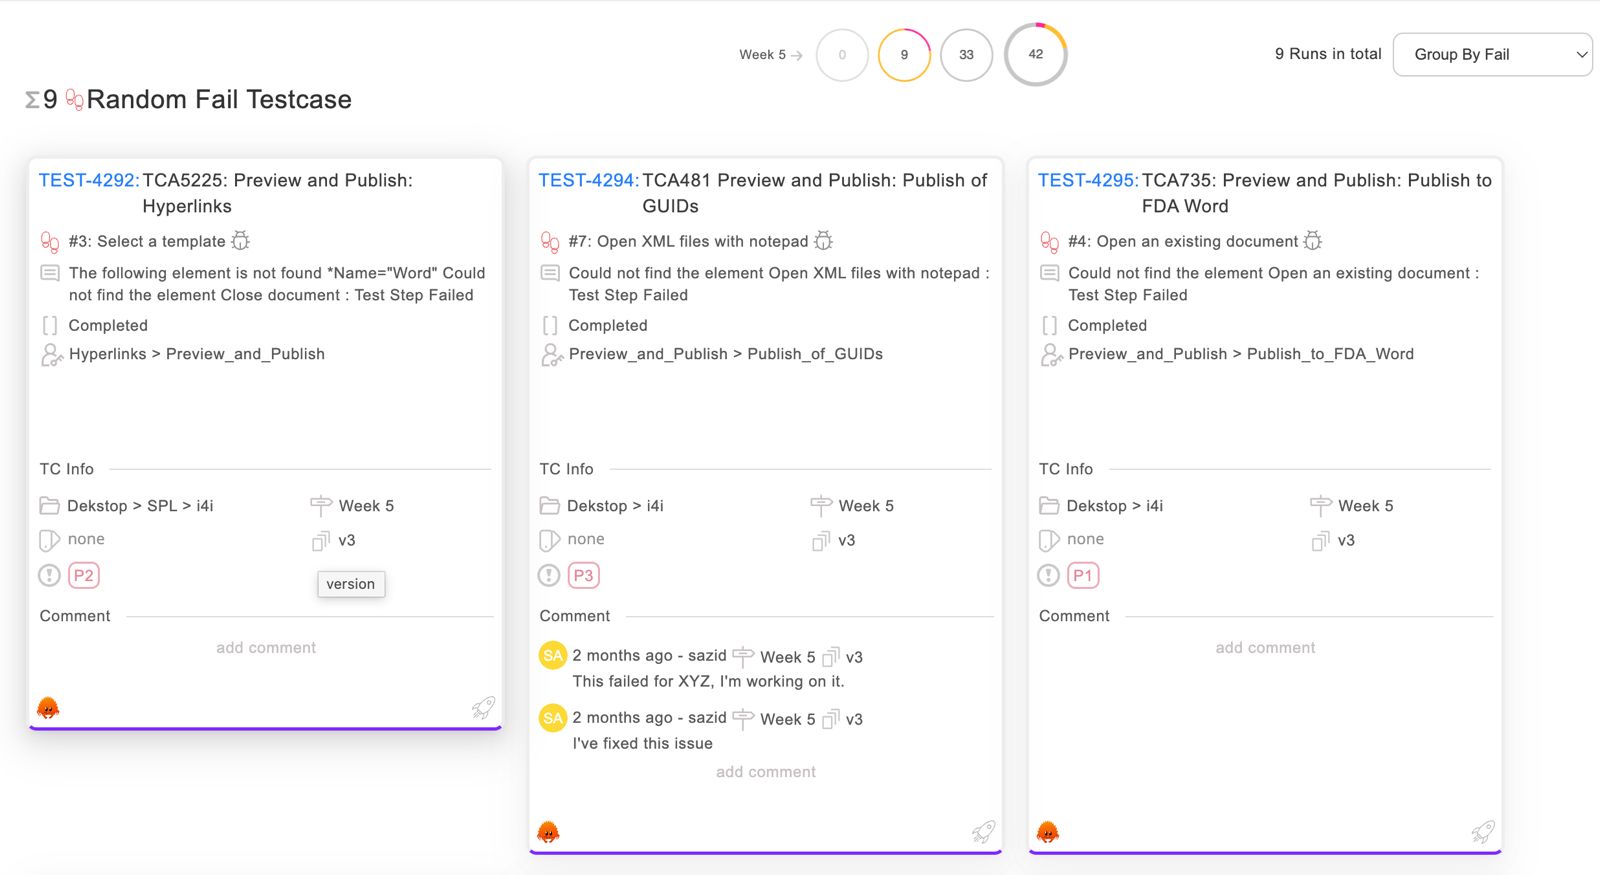 Week 5 → 0 9 33 42 9 Runs in total Group By Fail
Σ9 Random Fail Testcase
TEST-4292: TCA5225: Preview and Publish:
Hyperlinks
#3: Select a template
The following element is not found *Name="Word" Could
not find the element Close document : Test Step Failed
Completed
Hyperlinks > Preview_and_Publish
TC Info
Dekstop > SPL > i4i Week 5
none v3
P2
version
Comment
add comment
TEST-4294: TCA481 Preview and Publish: Publish of
GUIDs
#7: Open XML files with notepad
Could not find the element Open XML files with notepad :
Test Step Failed
Completed
Preview_and_Publish > Publish_of_GUIDs
TC Info
Dekstop > i4i Week 5
none v3
P3
Comment
SA 2 months ago - sazid Week 5 v3
This failed for XYZ, I'm working on it.
SA 2 months ago - sazid Week 5 v3
I've fixed this issue
add comment
TEST-4295: TCA735: Preview and Publish: Publish to
FDA Word
#4: Open an existing document
Could not find the element Open an existing document :
Test Step Failed
Completed
Preview_and_Publish > Publish_to_FDA_Word
TC Info
Dekstop > i4i Week 5
none v3
P1
Comment
add comment